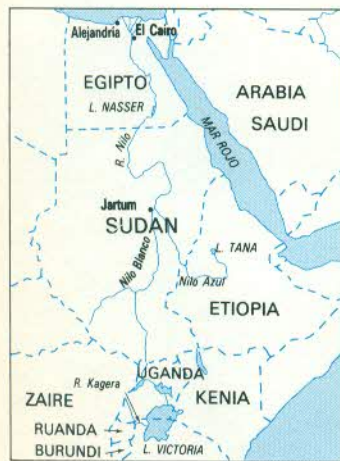 Alejandría
El Cairo
EGIPTO
L. NASSER
ARABIA
SAUDI
MAR ROJO
R. Nilo
Jartum
SUDAN
L. TANA
Nilo Blanco
Nilo Azul
ETIOPIA
UGANDA
R. Kagera
ZAIRE
KENIA
RUANDA
BURUNDI
L. VICTORIA